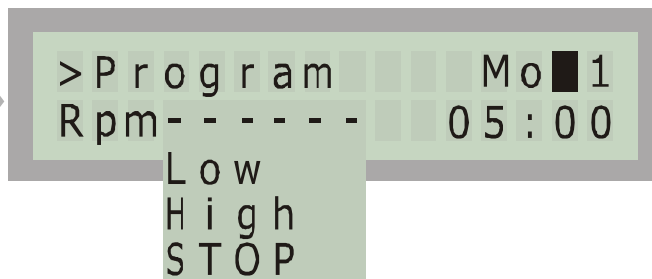 >Program Mo 1
Rpm------ 05:00
Low
High
STOP